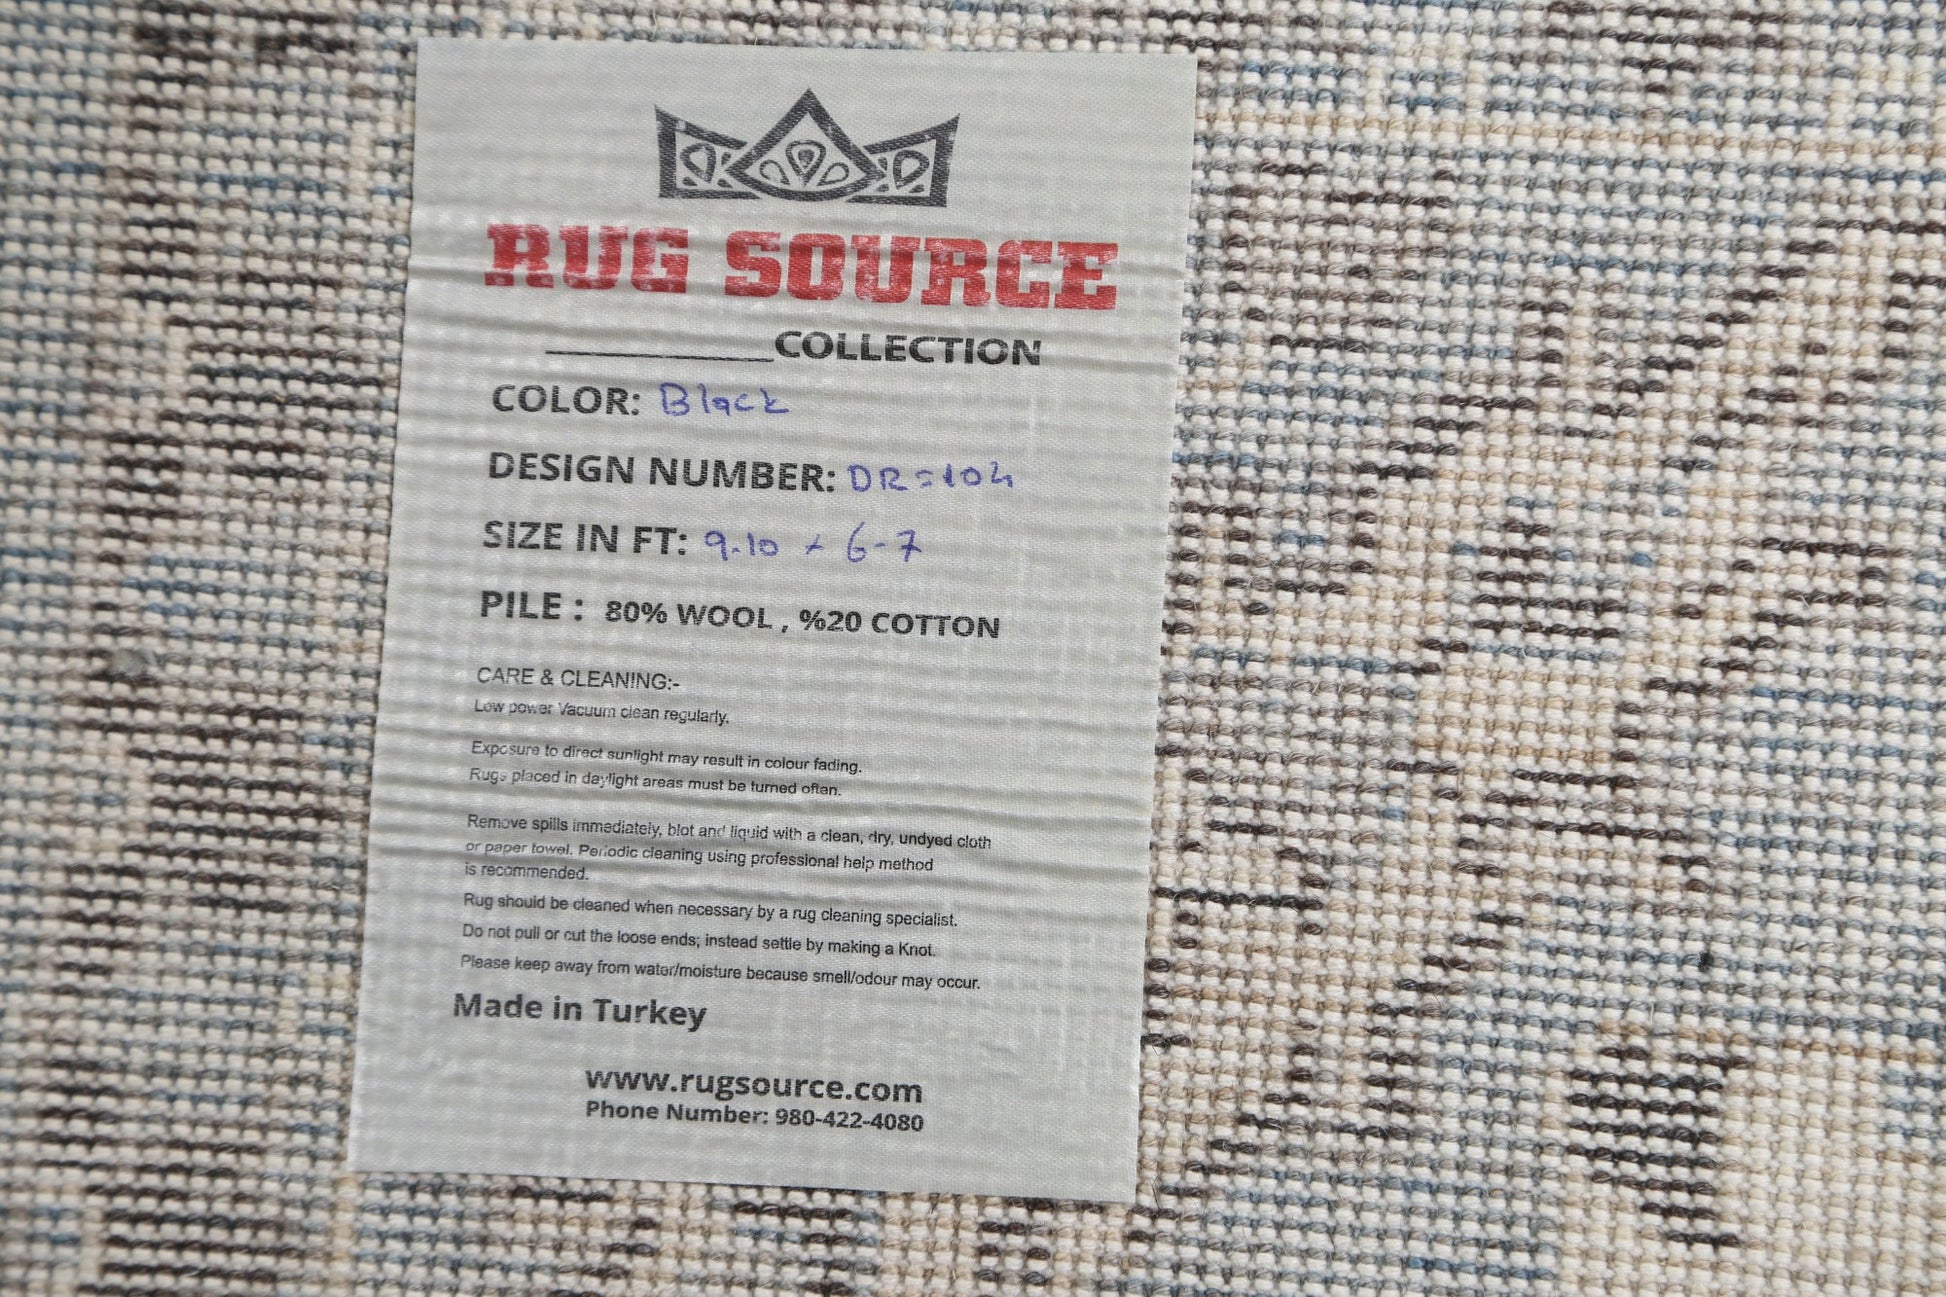 RUG SOURCE
COLLECTION
COLOR: Black
DESIGN NUMBER: DR=104
SIZE IN FT: 9.10 x 6-7
PILE : 80% WOOL , %20 COTTON
CARE & CLEANING:-
Low power Vacuum clean regularly.
Exposure to direct sunlight may result in colour fading.
Rugs placed in daylight areas must be turned often.
Remove spills immediately, blot and liquid with a clean, dry, undyed cloth
or paper towel. Periodic cleaning using professional help method
is recommended.
Rug should be cleaned when necessary by a rug cleaning specialist.
Do not pull or cut the loose ends; instead settle by making a Knot.
Please keep away from water/moisture because smell/odour may occur.
Made in Turkey
www.rugsource.com
Phone Number: 980-422-4080